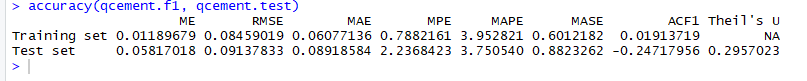 > accuracy(qcement.f1, qcement.test)
ME RMSE MAE MPE MAPE MASE ACF1 Theil's U
Training set 0.01189679 0.08459019 0.06077136 0.7882161 3.952821 0.6012182 0.01913719 NA
Test set 0.05817018 0.09137833 0.08918584 2.2368423 3.750540 0.8823262 -0.24717956 0.2957023
>